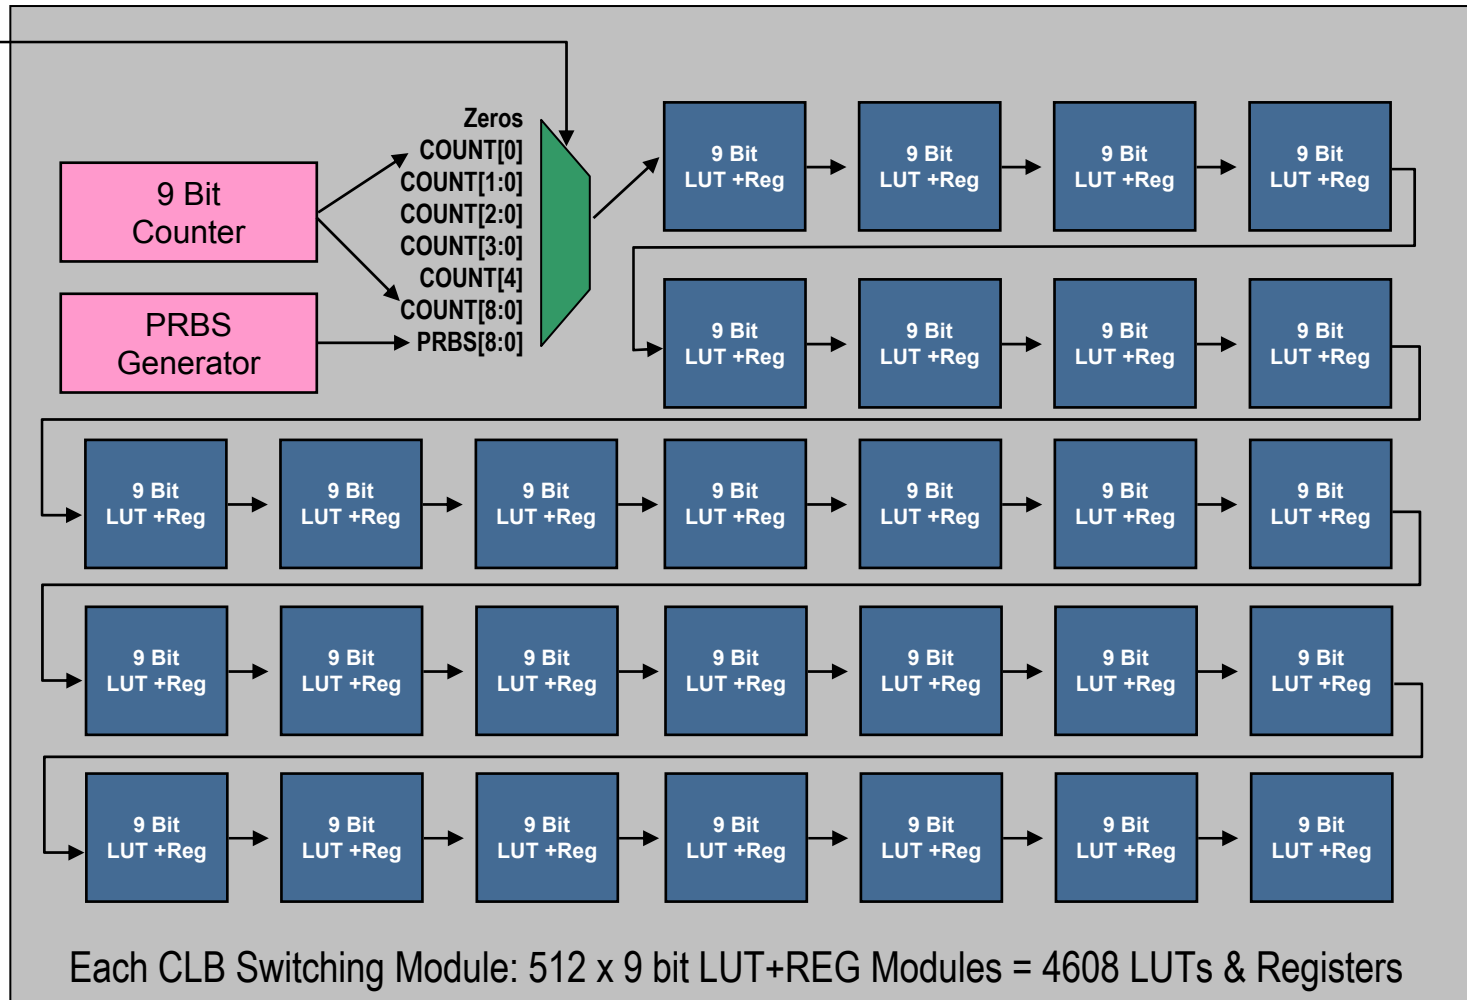 Zeros
COUNT[0]
COUNT[1:0]
COUNT[2:0]
COUNT[3:0]
COUNT[4]
COUNT[8:0]
PRBS[8:0]
9 Bit
Counter
PRBS
Generator
9 Bit
LUT +Reg
9 Bit
LUT +Reg
9 Bit
LUT +Reg
9 Bit
LUT +Reg
9 Bit
LUT +Reg
9 Bit
LUT +Reg
9 Bit
LUT +Reg
9 Bit
LUT +Reg
9 Bit
LUT +Reg
9 Bit
LUT +Reg
9 Bit
LUT +Reg
9 Bit
LUT +Reg
9 Bit
LUT +Reg
9 Bit
LUT +Reg
9 Bit
LUT +Reg
9 Bit
LUT +Reg
9 Bit
LUT +Reg
9 Bit
LUT +Reg
9 Bit
LUT +Reg
9 Bit
LUT +Reg
9 Bit
LUT +Reg
9 Bit
LUT +Reg
9 Bit
LUT +Reg
9 Bit
LUT +Reg
9 Bit
LUT +Reg
9 Bit
LUT +Reg
9 Bit
LUT +Reg
9 Bit
LUT +Reg
9 Bit
LUT +Reg
Each CLB Switching Module: 512 x 9 bit LUT+REG Modules = 4608 LUTs & Registers